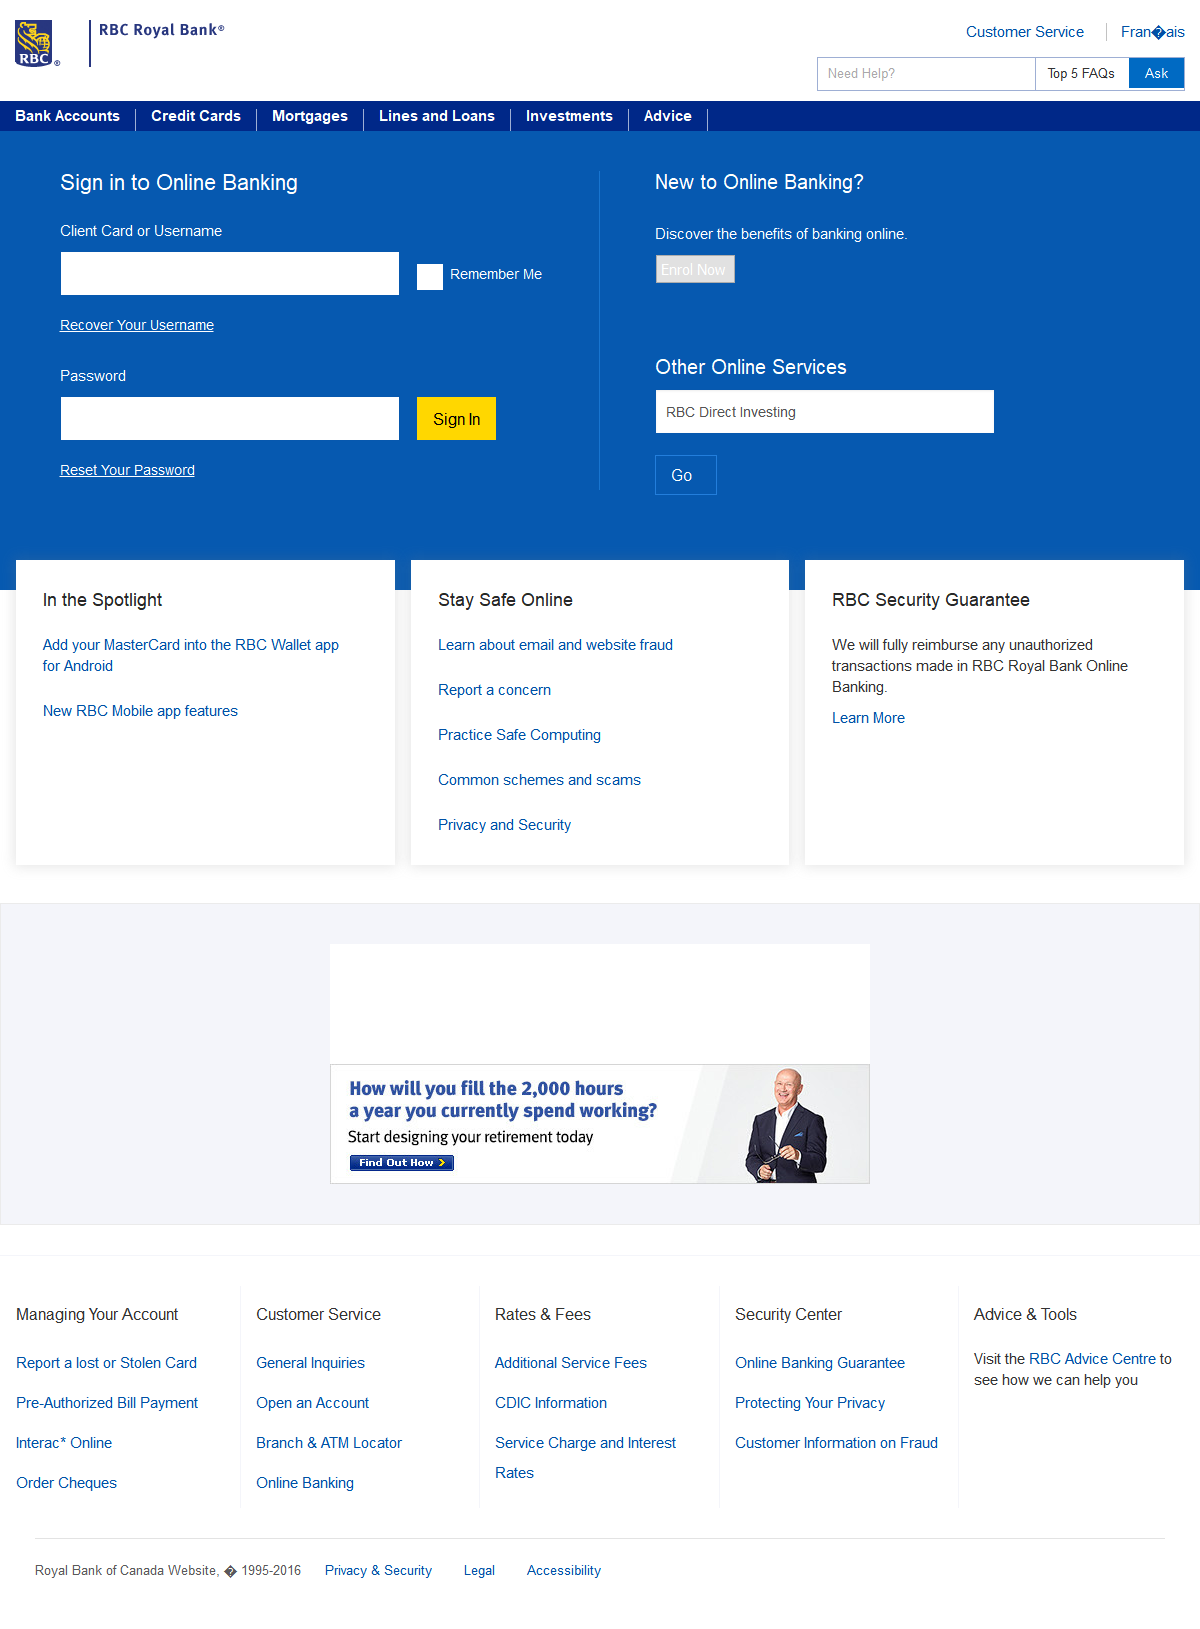 RBC
®
RBC Royal Bank®
Customer Service
Fran�ais
Need Help?
Top 5 FAQs
Ask
Bank Accounts
Credit Cards
Mortgages
Lines and Loans
Investments
Advice
Sign in to Online Banking
Client Card or Username
Remember Me
Recover Your Username
Password
Sign In
Reset Your Password
New to Online Banking?
Discover the benefits of banking online.
Enrol Now
Other Online Services
RBC Direct Investing
Go
In the Spotlight
Add your MasterCard into the RBC Wallet app
for Android
New RBC Mobile app features
Stay Safe Online
Learn about email and website fraud
Report a concern
Practice Safe Computing
Common schemes and scams
Privacy and Security
RBC Security Guarantee
We will fully reimburse any unauthorized
transactions made in RBC Royal Bank Online
Banking.
Learn More
How will you fill the 2,000 hours
a year you currently spend working?
Start designing your retirement today
Find Out How >
Managing Your Account
Report a lost or Stolen Card
Pre-Authorized Bill Payment
Interac* Online
Order Cheques
Customer Service
General Inquiries
Open an Account
Branch & ATM Locator
Online Banking
Rates & Fees
Additional Service Fees
CDIC Information
Service Charge and Interest
Rates
Security Center
Online Banking Guarantee
Protecting Your Privacy
Customer Information on Fraud
Advice & Tools
Visit the RBC Advice Centre to
see how we can help you
Royal Bank of Canada Website, � 1995-2016
Privacy & Security
Legal
Accessibility